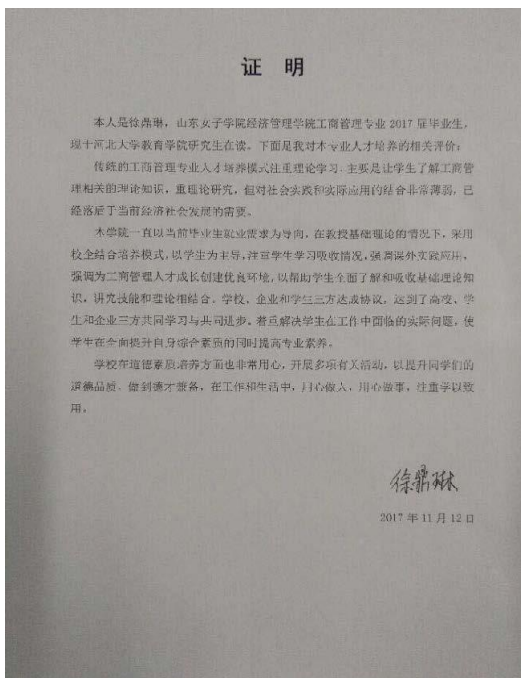 证 明
本人是徐鼎琳，山东女子学院经济管理学院工商管理专业 2017 届毕业生，
现于河北大学教育学院研究生在读。下面是我对本专业人才培养的相关评价：
传统的工商管理专业人才培养模式注重理论学习，主要是让学生了解工商管
理相关的理论知识，重理论研究，但对社会实践和实际应用的结合非常薄弱，已
经落后于当前经济社会发展的需要。
本学院一直以当前毕业生就业需求为导向，在教授基础理论的情况下，采用
校企结合培养模式，以学生为主导，注重学生学习吸收情况，强调课外实践应用，
强调为工商管理人才成长创建优良环境，以帮助学生全面了解和吸收基础理论知
识，讲究技能和理论相结合。学校、企业和学生三方达成协议，达到了高校、学
生和企业三方共同学习与共同进步。着重解决学生在工作中面临的实际问题，使
学生在全面提升自身综合素质的同时提高专业素养。
学校在道德素质培养方面也非常用心，开展多项有关活动，以提升同学们的
道德品质，做到德才兼备，在工作和生活中，用心做人，用心做事，注重学以致
用。
徐鼎琳
2017 年 11 月 12 日